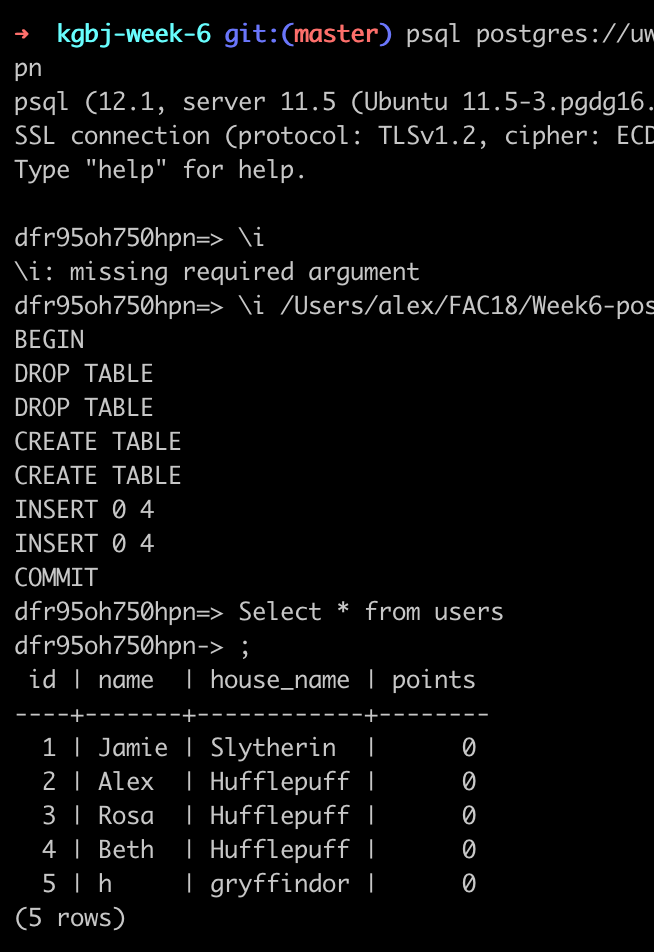 → kgbj-week-6 git:(master) psql postgres://uw
pn
psql (12.1, server 11.5 (Ubuntu 11.5-3.pgdg16.
SSL connection (protocol: TLSv1.2, cipher: ECD
Type "help" for help.
dfr95oh750hpn=> \i
\i: missing required argument
dfr95oh750hpn=> \i /Users/alex/FAC18/Week6-pos
BEGIN
DROP TABLE
DROP TABLE
CREATE TABLE
CREATE TABLE
INSERT 0 4
INSERT 0 4
COMMIT
dfr95oh750hpn=> Select * from users
dfr95oh750hpn-> ;
 id | name  | house_name | points
----+-------+------------+--------
  1 | Jamie | Slytherin  |      0
  2 | Alex  | Hufflepuff |      0
  3 | Rosa  | Hufflepuff |      0
  4 | Beth  | Hufflepuff |      0
  5 | h     | gryffindor |      0
(5 rows)